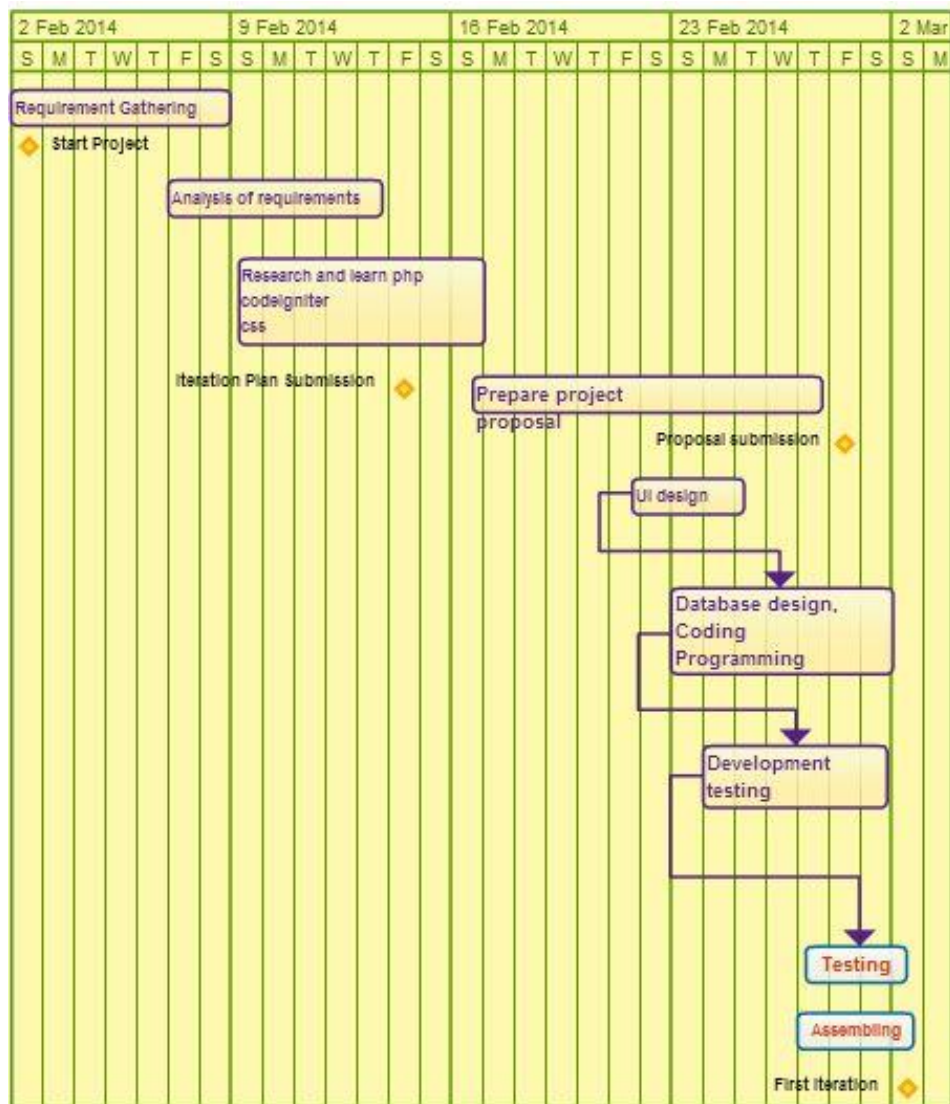 2 Feb 2014 9 Feb 2014 16 Feb 2014 23 Feb 2014 2 Mar
S M T W T F S S M T W T F S S M T W T F S S M T W T F S S M
Requirement Gathering
Start Project
Analysis of requirements
Research and learn php
codeigniter
css
Iteration Plan Submission
Prepare project
proposal
Proposal submission
UI design
Database design,
Coding
Programming
Development
testing
Testing
Assembling
First Iteration